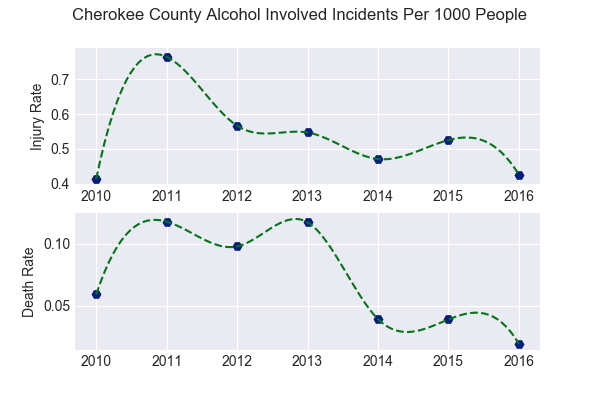 Cherokee County Alcohol Involved Incidents Per 1000 People
Injury Rate
0.7
0.6
0.5
0.4
2010 2011 2012 2013 2014 2015 2016
Death Rate
0.10
0.05
2010 2011 2012 2013 2014 2015 2016